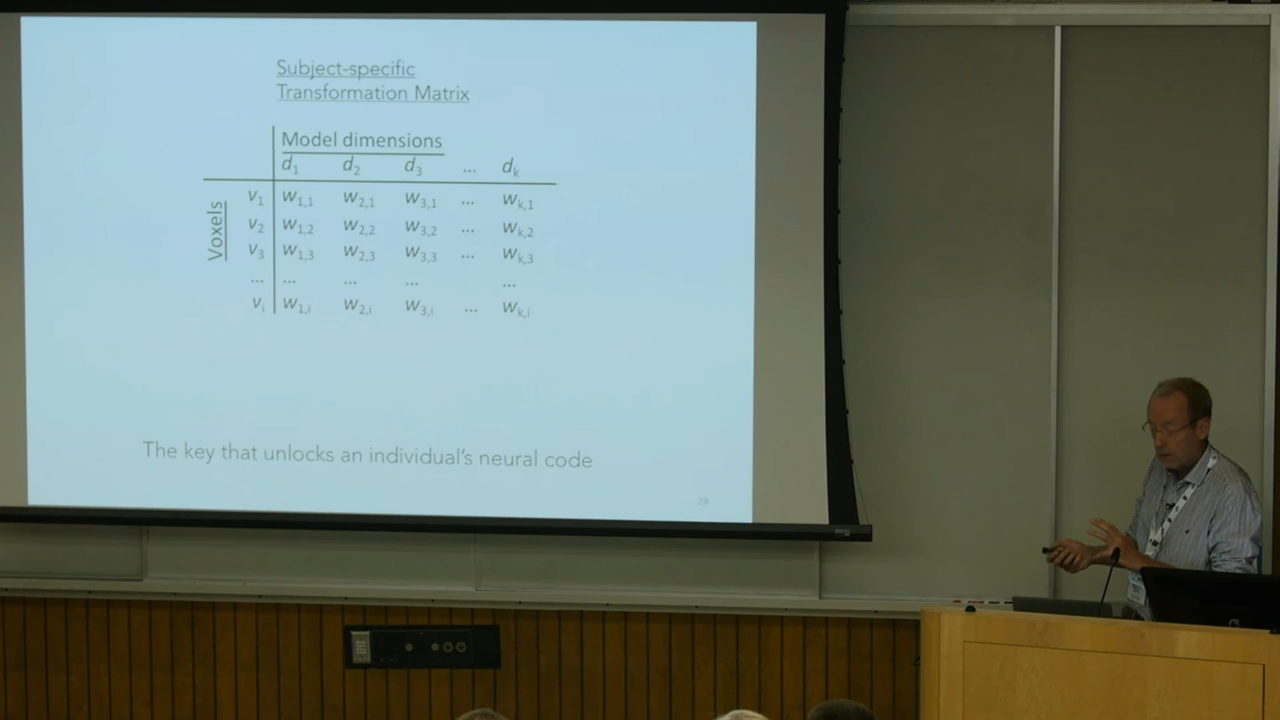 Subject-specific
Transformation Matrix
Model dimensions
d1 d2 d3 ... dk
Voxels
v1 w1,1 w2,1 w3,1 ... wk,1
v2 w1,2 w2,2 w3,2 ... wk,2
v3 w1,3 w2,3 w3,3 ... wk,3
... ... ... ... ...
vi w1,i w2,i w3,i ... wk,i
The key that unlocks an individual's neural code
29